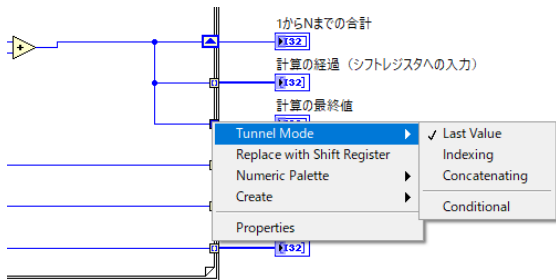 1からNまでの合計
I32
計算の経過（シフトレジスタへの入力）
I32
計算の最終値
Tunnel Mode
Replace with Shift Register
Numeric Palette
Create
Properties
✓ Last Value
Indexing
Concatenating
Conditional
I32